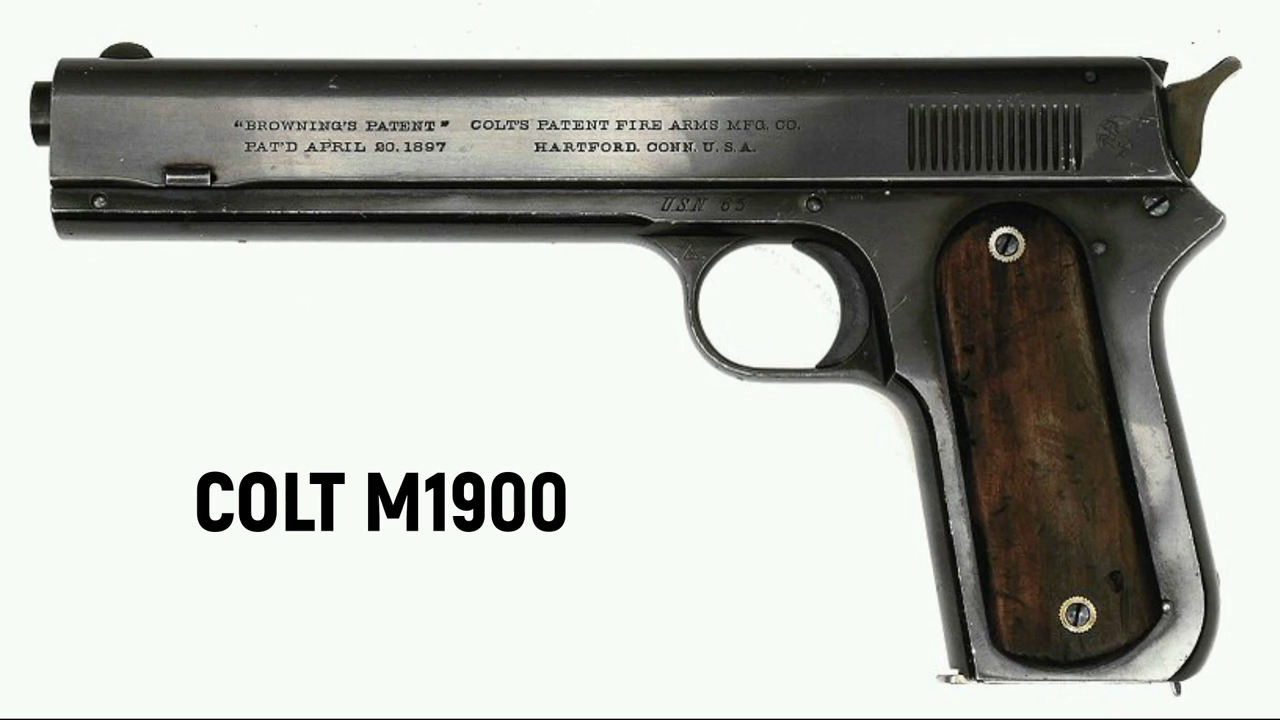 “BROWNING'S PATENT” COLT'S PATENT FIRE ARMS MFG. CO.
PAT'D APRIL 20.1897 HARTFORD. CONN. U.S.A.
USN 65
COLT M1900